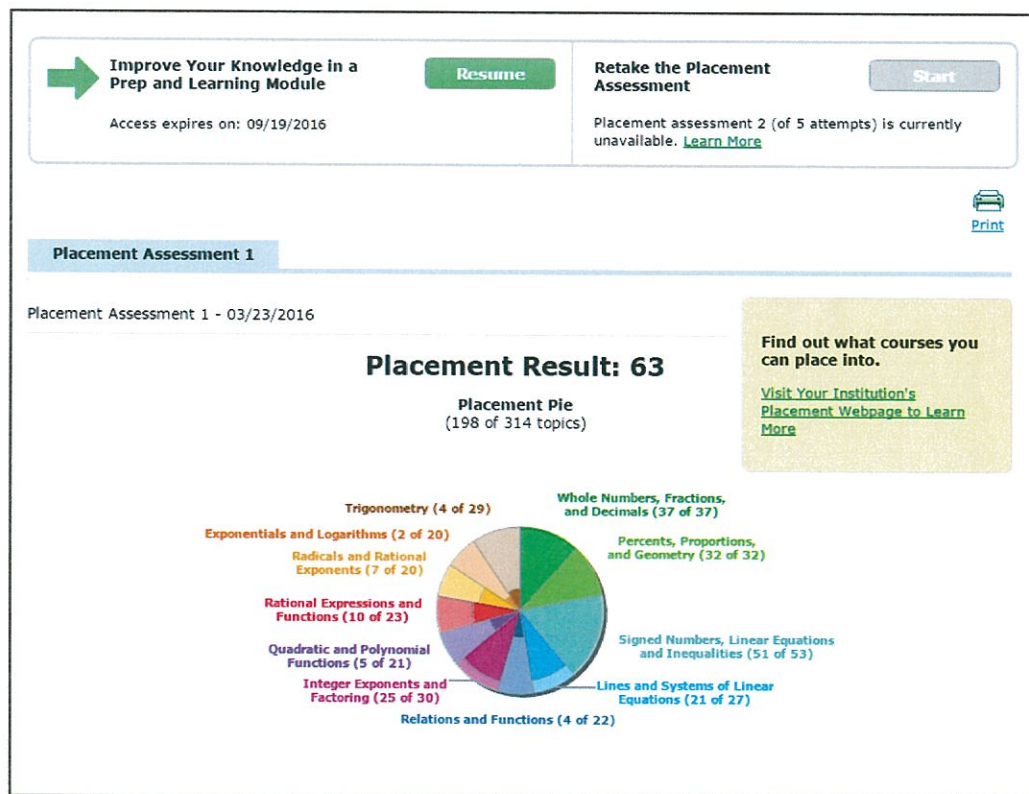 Improve Your Knowledge in a
Prep and Learning Module
Resume
Access expires on: 09/19/2016
Retake the Placement
Assessment
Start
Placement assessment 2 (of 5 attempts) is currently
unavailable. Learn More
Print
Placement Assessment 1
Placement Assessment 1 - 03/23/2016
Find out what courses you
can place into.
Visit Your Institution's
Placement Webpage to Learn
More
Placement Result: 63
Placement Pie
(198 of 314 topics)
Trigonometry (4 of 29)
Exponentials and Logarithms (2 of 20)
Radicals and Rational
Exponents (7 of 20)
Rational Expressions and
Functions (10 of 23)
Quadratic and Polynomial
Functions (5 of 21)
Integer Exponents and
Factoring (25 of 30)
Relations and Functions (4 of 22)
Whole Numbers, Fractions,
and Decimals (37 of 37)
Percents, Proportions,
and Geometry (32 of 32)
Signed Numbers, Linear Equations
and Inequalities (51 of 53)
Lines and Systems of Linear
Equations (21 of 27)